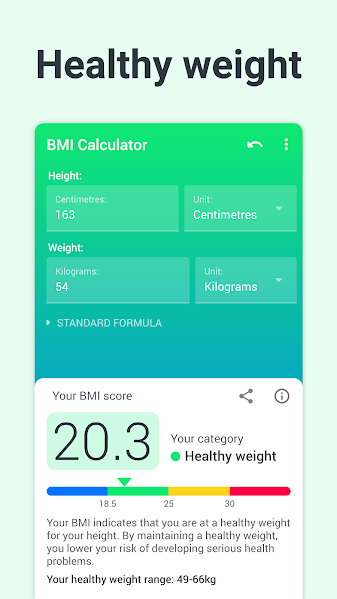 Healthy weight
BMI Calculator
Height:
Centimetres:
163
Unit:
Centimetres
Weight:
Kilograms:
54
Unit:
Kilograms
STANDARD FORMULA
Your BMI score
20.3
Your category
Healthy weight
18.5 25 30
Your BMI indicates that you are at a healthy weight
for your height. By maintaining a healthy weight,
you lower your risk of developing serious health
problems.
Your healthy weight range: 49-66kg